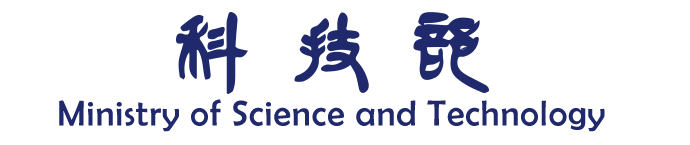 科技部
Ministry of Science and Technology